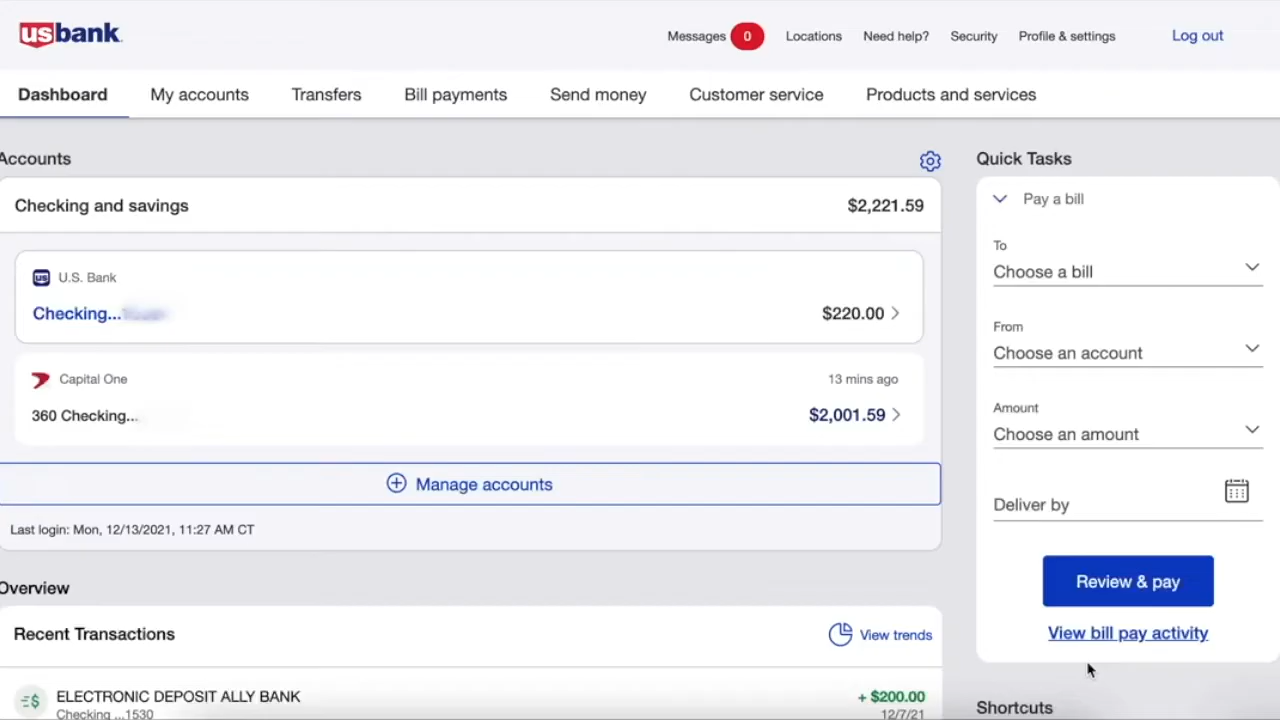 usbank
Messages 0 Locations Need help? Security Profile & settings Log out
Dashboard My accounts Transfers Bill payments Send money Customer service Products and services
Accounts
Checking and savings $2,221.59
us U.S. Bank
Checking... $220.00
Capital One 13 mins ago
360 Checking... $2,001.59
Manage accounts
Last login: Mon, 12/13/2021, 11:27 AM CT
Overview
Recent Transactions View trends
ELECTRONIC DEPOSIT ALLY BANK + $200.00
Checking ...1530 12/7/21
Quick Tasks
Pay a bill
To
Choose a bill
From
Choose an account
Amount
Choose an amount
Deliver by
Review & pay
View bill pay activity
Shortcuts